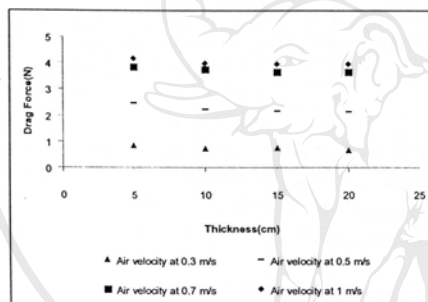 5
4
3
2
1
0
Drag Force(N)
0 5 10 15 20 25
Thickness(cm)
Air velocity at 0.3 m/s Air velocity at 0.5 m/s
Air velocity at 0.7 m/s Air velocity at 1 m/s